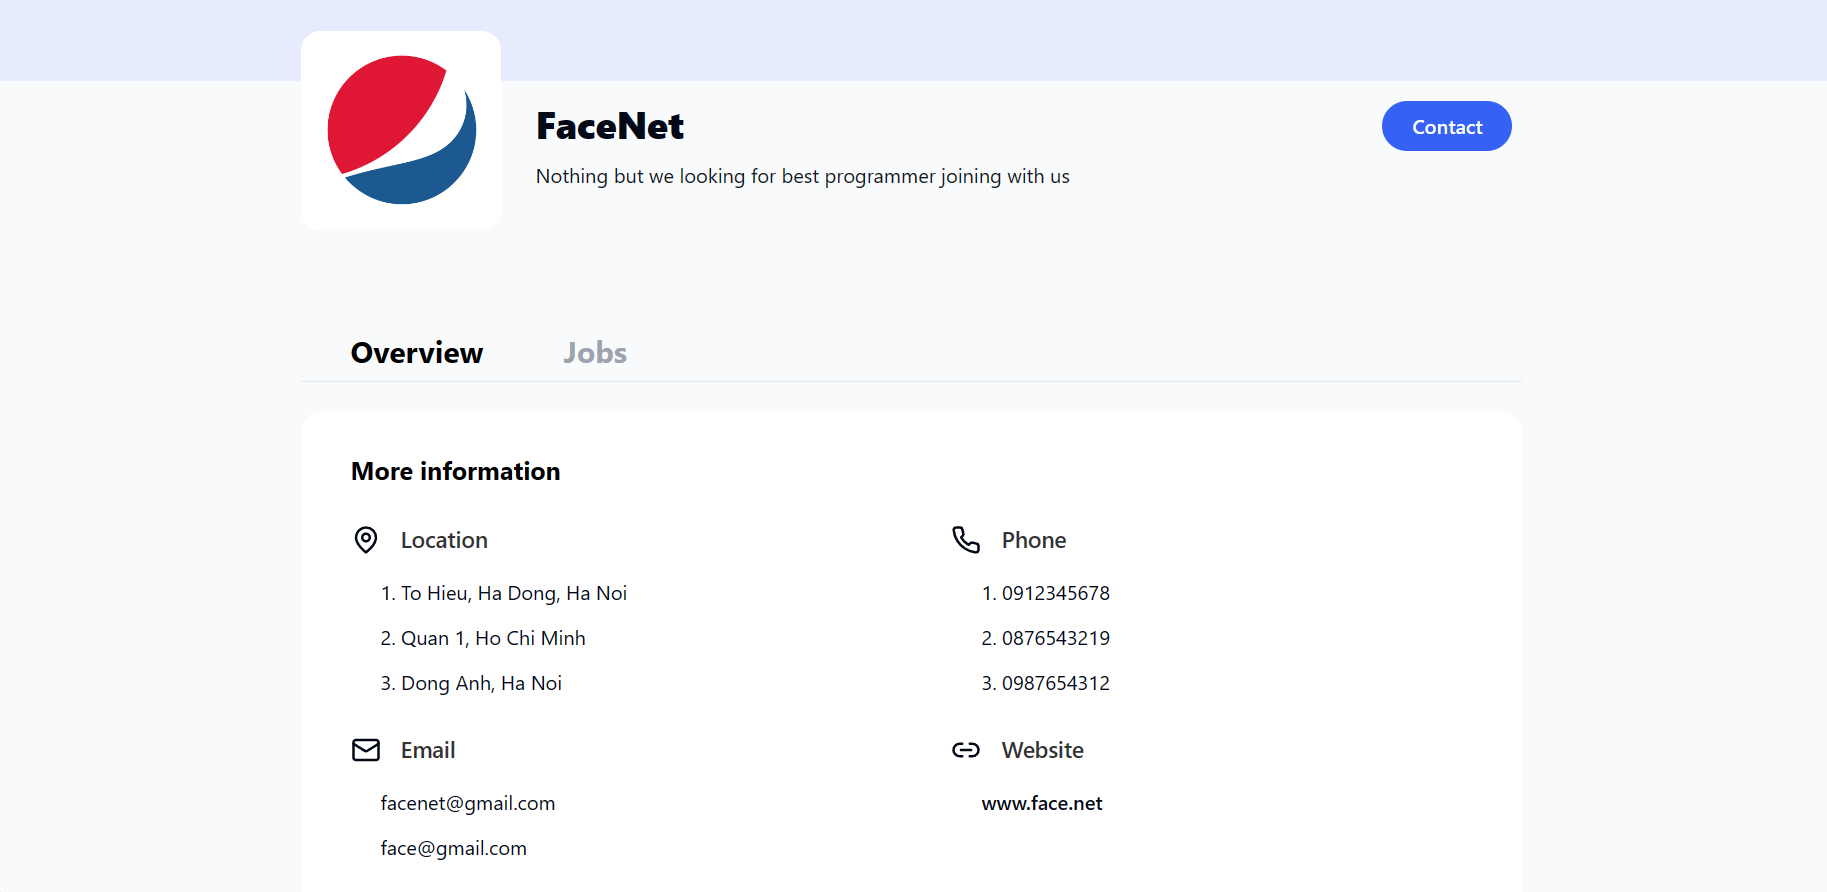 FaceNet
Contact
Nothing but we looking for best programmer joining with us
Overview
Jobs
More information
Location
1. To Hieu, Ha Dong, Ha Noi
2. Quan 1, Ho Chi Minh
3. Dong Anh, Ha Noi
Phone
1. 0912345678
2. 0876543219
3. 0987654312
Email
facenet@gmail.com
face@gmail.com
Website
www.face.net